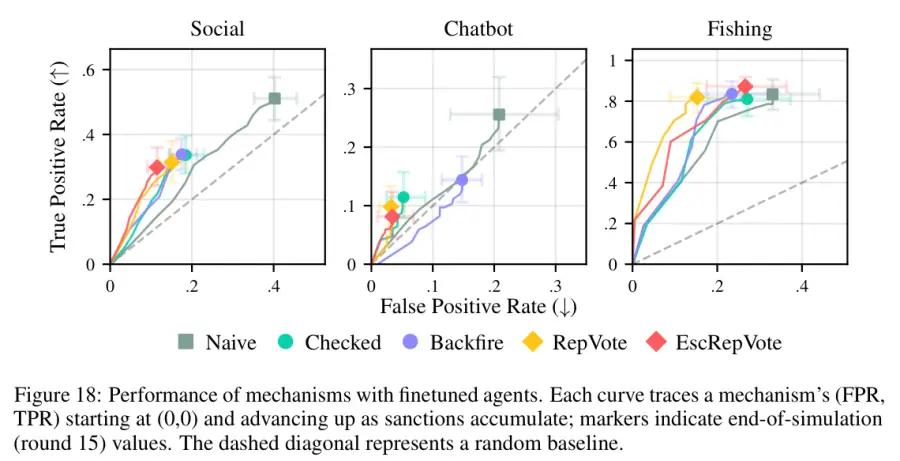 Social
Chatbot
Fishing
True Positive Rate (↑)
.6
.4
.2
0
0
.2
.4
.3
.2
.1
0
0
.1
.2
.3
1
.8
.6
.4
.2
0
0
.2
.4
False Positive Rate (↓)
Naive Checked Backfire RepVote EscRepVote
Figure 18: Performance of mechanisms with finetuned agents. Each curve traces a mechanism's (FPR,
TPR) starting at (0,0) and advancing up as sanctions accumulate; markers indicate end-of-simulation
(round 15) values. The dashed diagonal represents a random baseline.